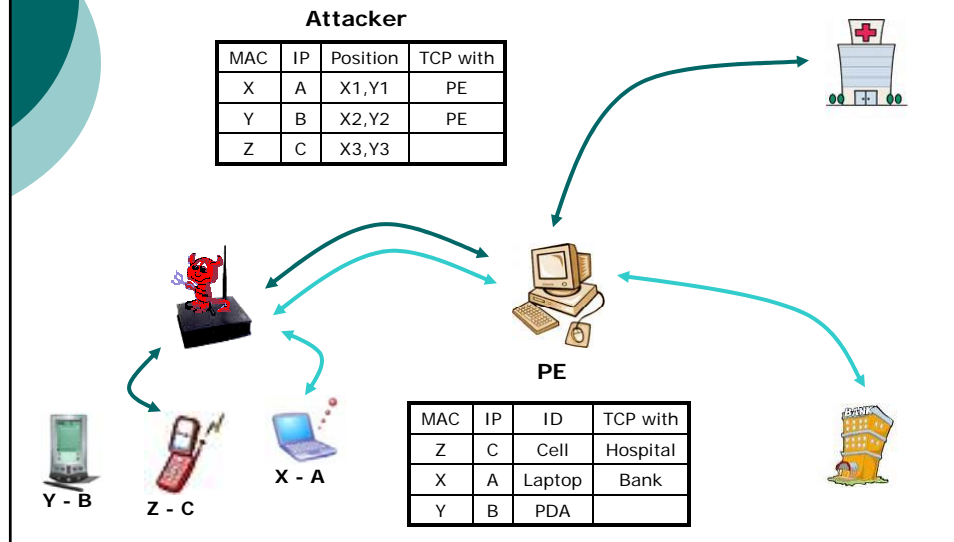 Attacker
MAC IP Position TCP with
X A X1,Y1 PE
Y B X2,Y2 PE
Z C X3,Y3
PE
MAC IP ID TCP with
Z C Cell Hospital
X A Laptop Bank
Y B PDA
BANK
X - A
Y - B
Z - C